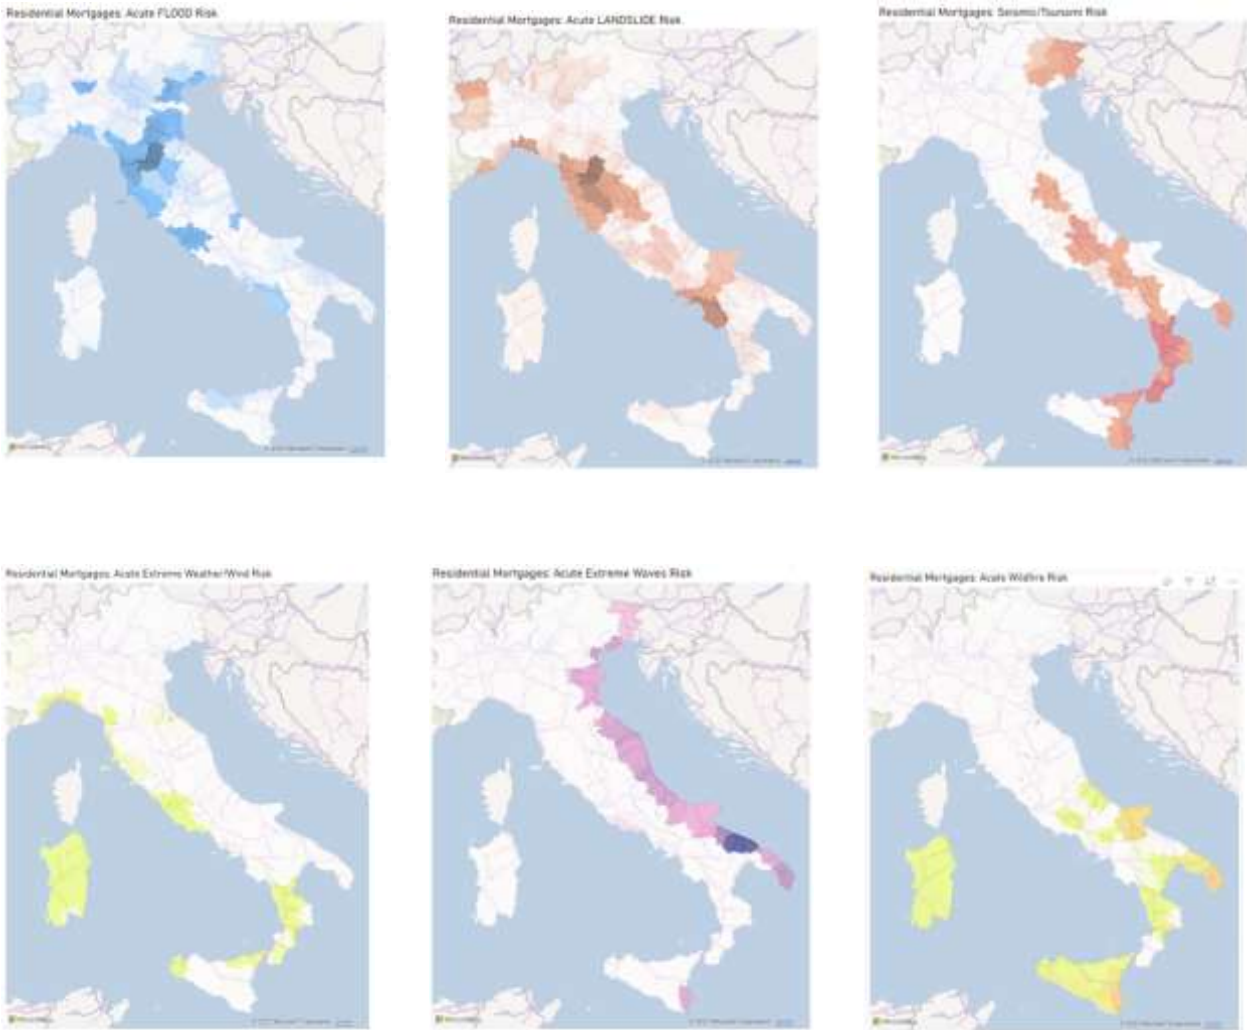 Residential Mortgages: Acute FLOOD Risk
Residential Mortgages: Acute LANDSLIDE Risk
Residential Mortgages: Seismic/Tsunami Risk
Residential Mortgages: Acute Extreme Weather/Wind Risk
Residential Mortgages: Acute Extreme Waves Risk
Residential Mortgages: Acute Wildfire Risk